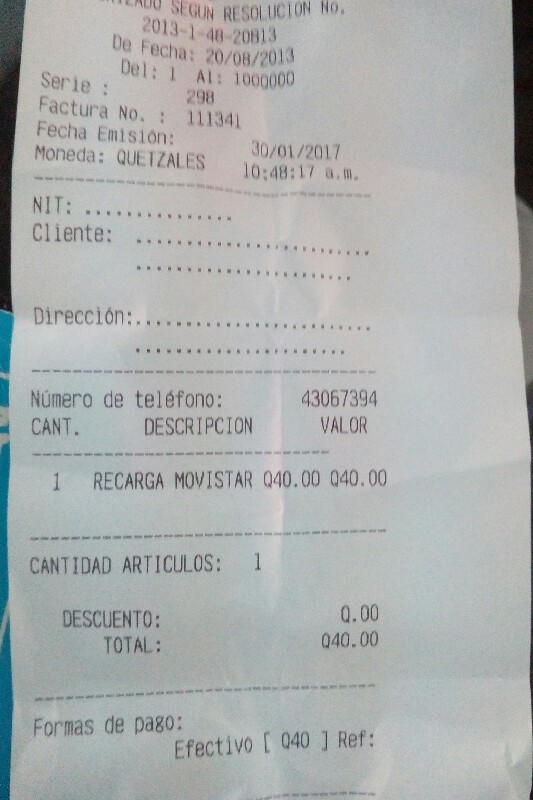 SEGUN RESOLUCION No.
2013-1-48-20813
De Fecha: 20/08/2013
Del: 1 Al: 1000000
Serie : 298
Factura No. : 111341
Fecha Emisión: 30/01/2017
Moneda: QUETZALES 10:48:17 a.m.
NIT: ...............
Cliente: .........................
.......................
Dirección:.........................
.......................
Número de teléfono: 43067394
CANT. DESCRIPCION VALOR
1 RECARGA MOVISTAR Q40.00 Q40.00
CANTIDAD ARTICULOS: 1
DESCUENTO: Q.00
TOTAL: Q40.00
Formas de pago:
Efectivo [ Q40 ] Ref: